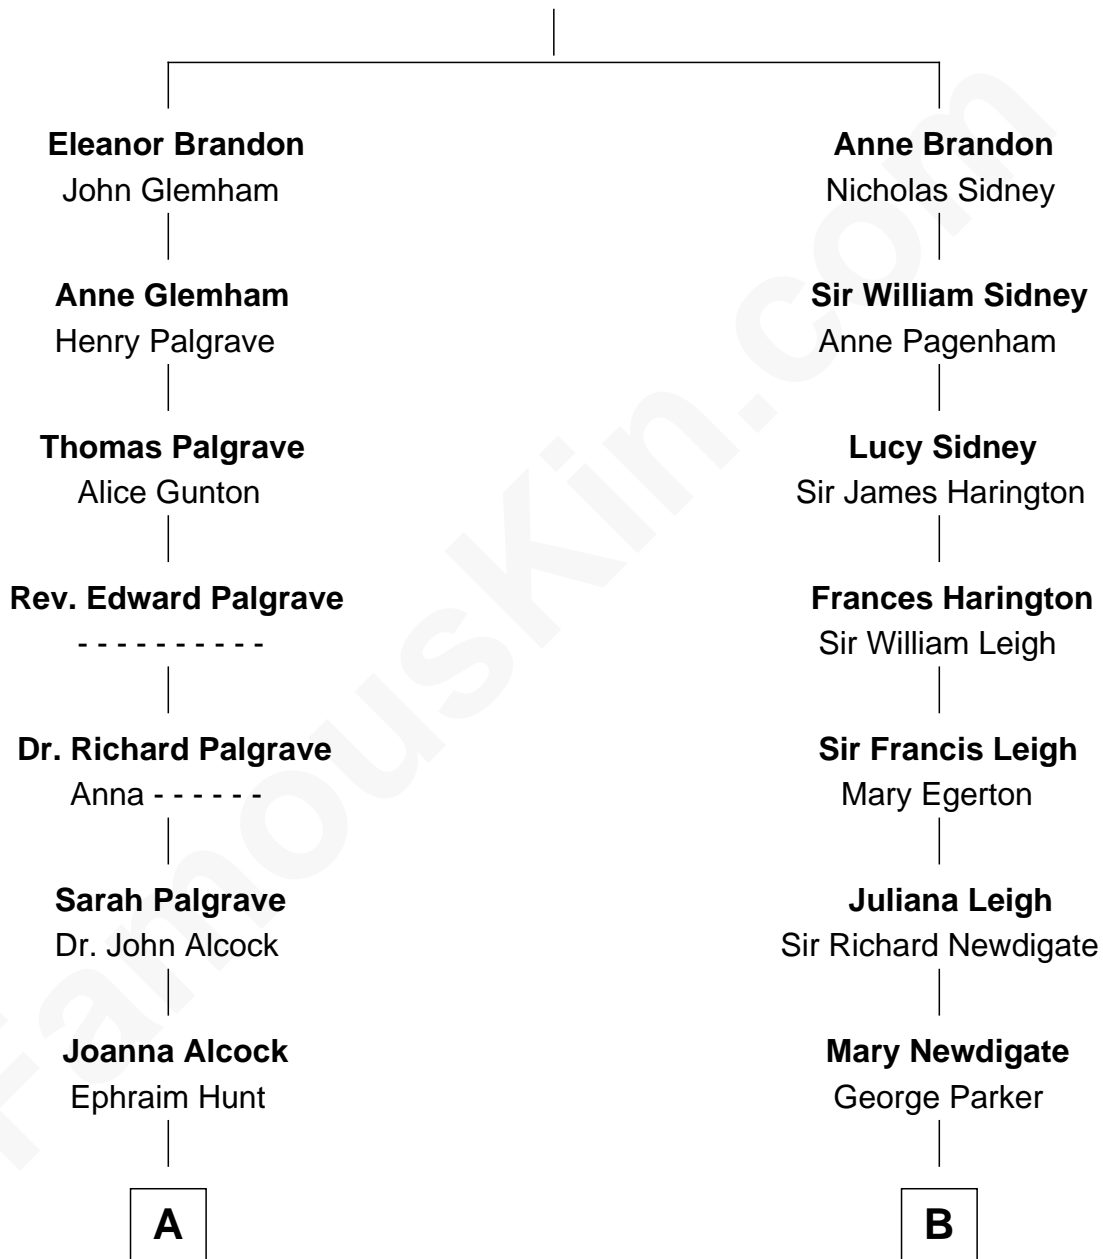 Eleanor Brandon
John Glemham
Anne Glemham
Henry Palgrave
Thomas Palgrave
Alice Gunton
Rev. Edward Palgrave
- - - - - - - - - -
Dr. Richard Palgrave
Anna - - - - - -
Sarah Palgrave
Dr. John Alcock
Joanna Alcock
Ephraim Hunt
A
Anne Brandon
Nicholas Sidney
Sir William Sidney
Anne Pagenham
Lucy Sidney
Sir James Harington
Frances Harington
Sir William Leigh
Sir Francis Leigh
Mary Egerton
Juliana Leigh
Sir Richard Newdigate
Mary Newdigate
George Parker
B
FamousKin.com